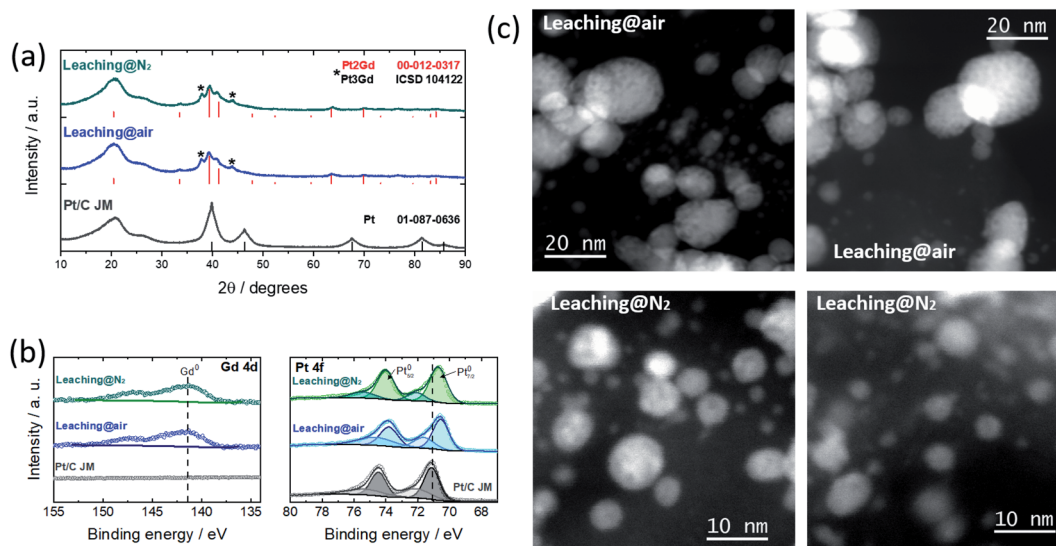 (a)
Leaching@N₂
Pt2Gd 00-012-0317
*Pt3Gd ICSD 104122
* *
Leaching@air
* *
Pt/C JM
Pt 01-087-0636
Intensity / a.u.
10 20 30 40 50 60 70 80 90
2θ / degrees
(b)
Gd 4d
Gd⁰
Leaching@N₂
Leaching@air
Pt/C JM
Intensity / a. u.
155 150 145 140 135
Binding energy / eV
Pt 4f
Leaching@N₂
Pt⁰5/2
Pt⁰7/2
Leaching@air
Pt/C JM
80 78 76 74 72 70 68
Binding energy / eV
(c)
Leaching@air
20 nm
20 nm
Leaching@air
Leaching@N₂
10 nm
Leaching@N₂
10 nm